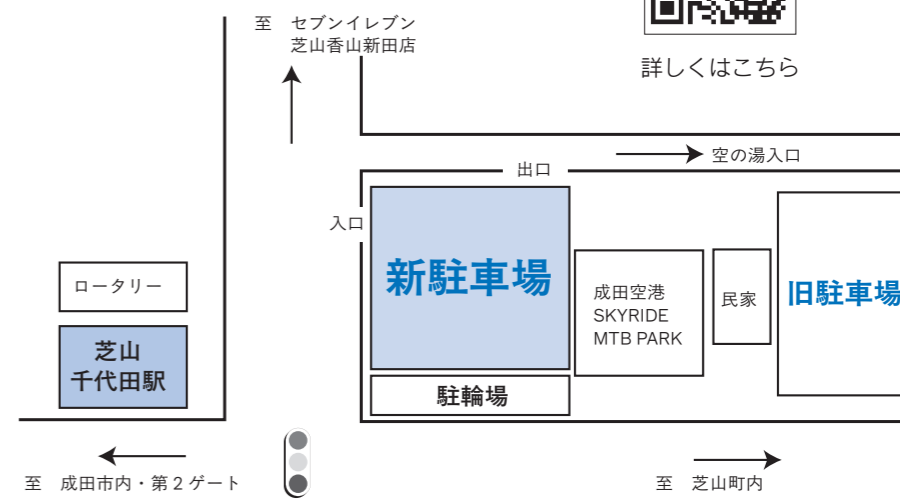 至　セブンイレブン
芝山香山新田店
詳しくはこちら
空の湯入口
出口
入口
新駐車場
ロータリー
成田空港
SKYRIDE
MTB PARK
民家
旧駐車場
芝山
千代田駅
駐輪場
至　成田市内・第２ゲート
至　芝山町内